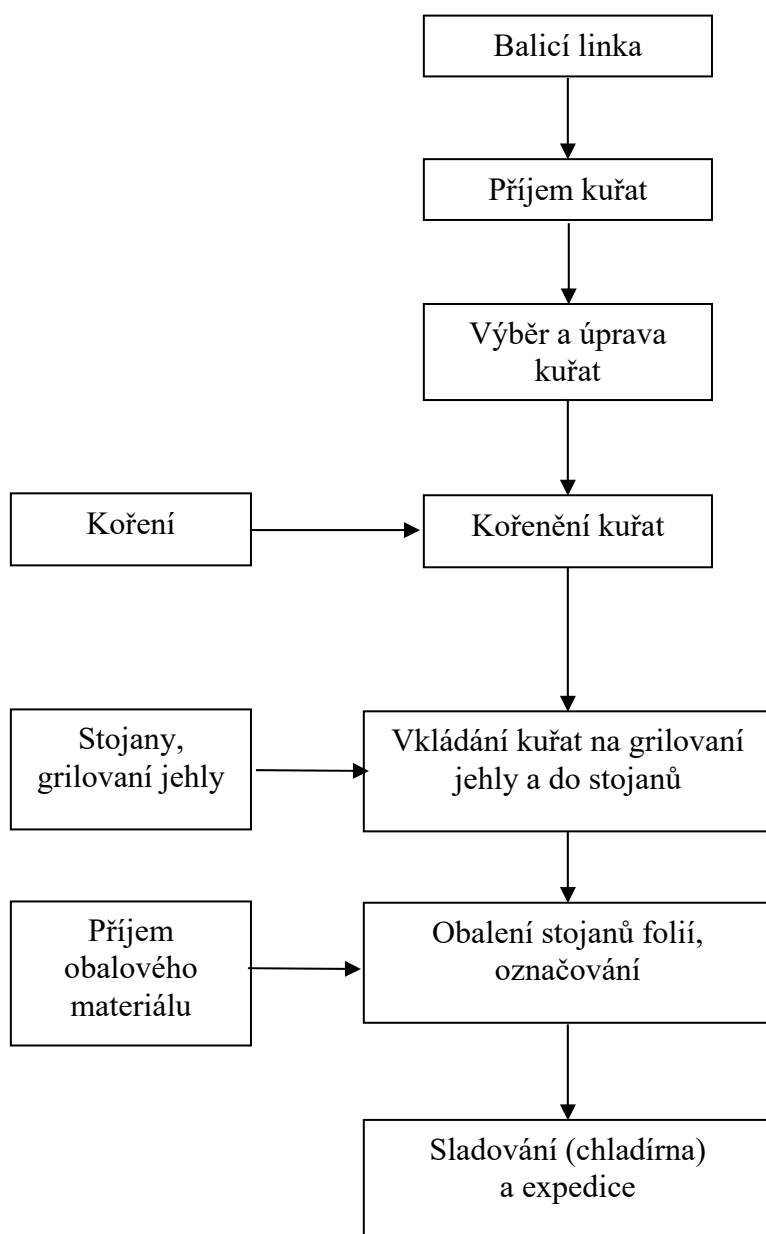 Balicí linka
Příjem kuřat
Výběr a úprava
kuřat
Koření
Kořenění kuřat
Stojany,
grilovaní jehly
Vkládání kuřat na grilovaní
jehly a do stojanů
Příjem
obalového
materiálu
Obalení stojanů folií,
označování
Sladování (chladírna)
a expedice